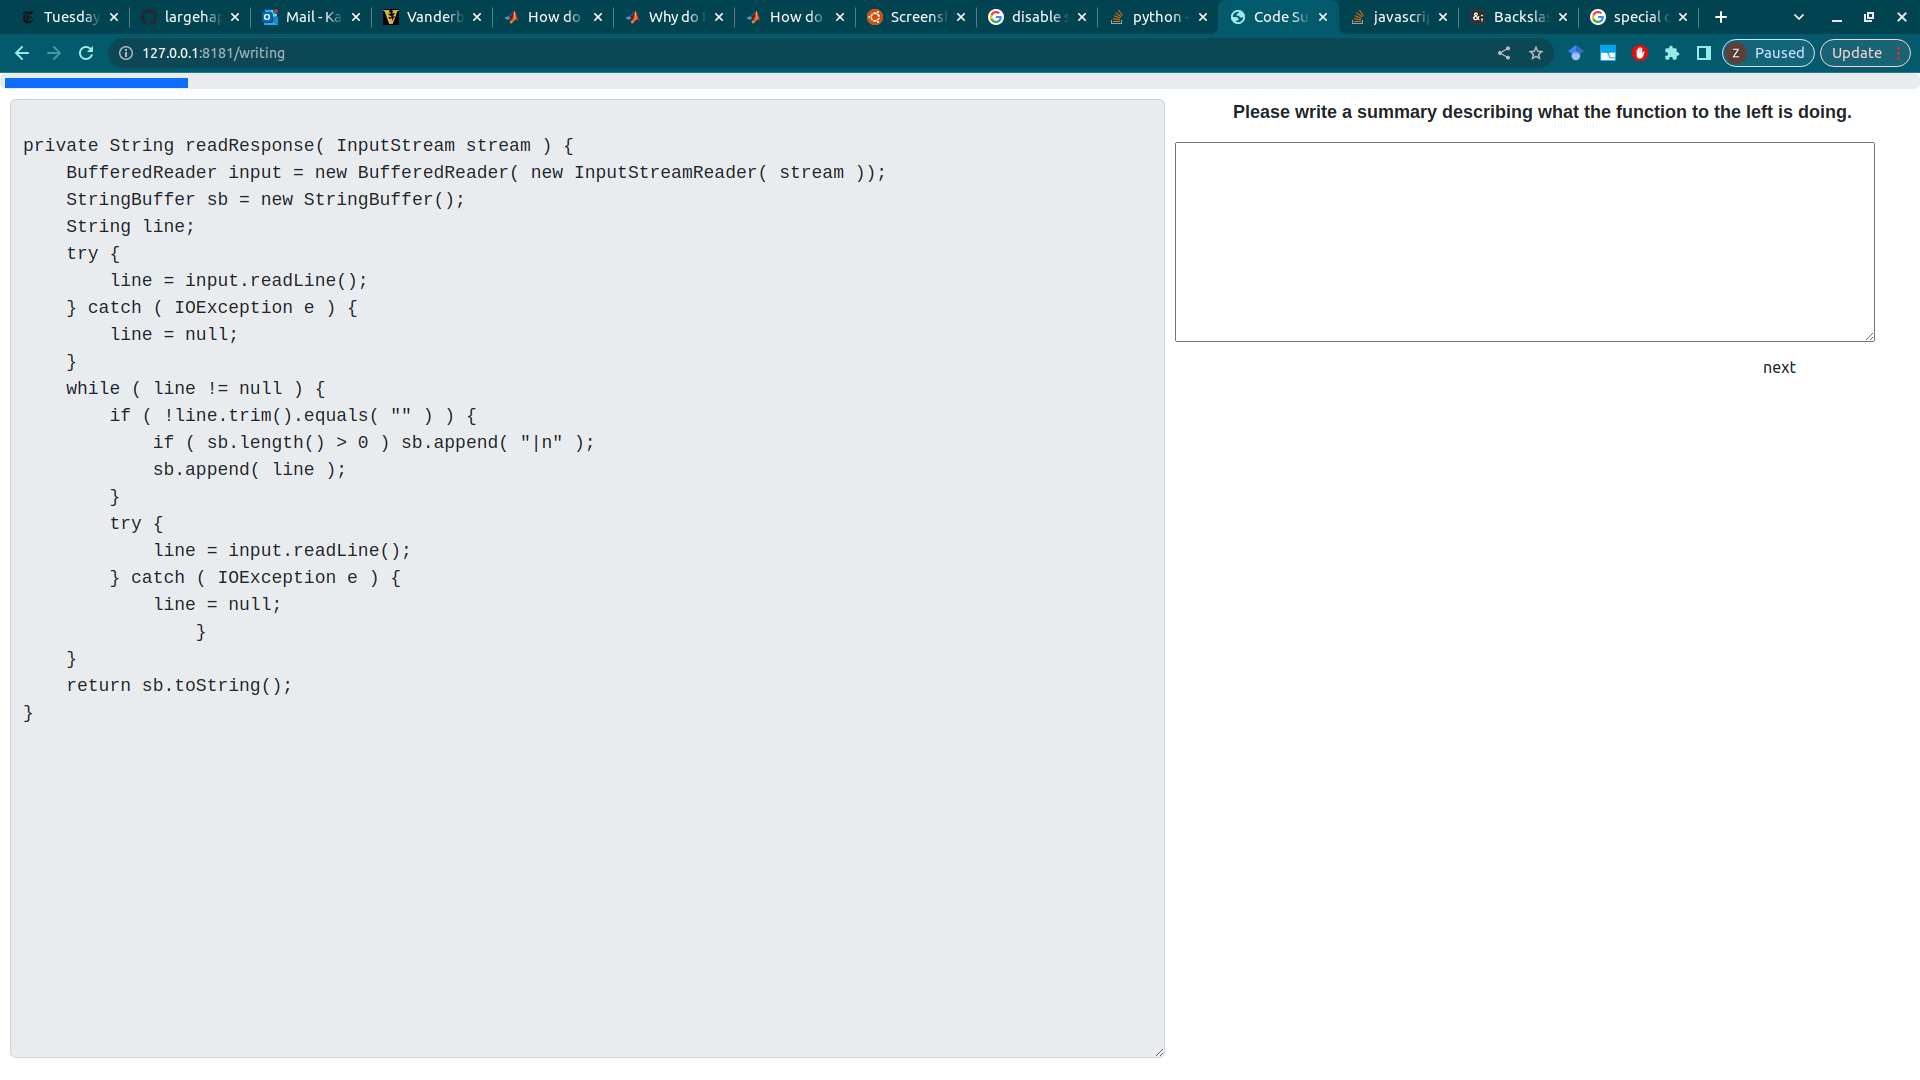 Tuesday largehap Mail - Ka Vanderb How do Why do How do Screensh disable s python - Code Su javascrip Backslas special c
127.0.0.1:8181/writing Z Paused Update
Please write a summary describing what the function to the left is doing.
private String readResponse( InputStream stream ) {
    BufferedReader input = new BufferedReader( new InputStreamReader( stream ));
    StringBuffer sb = new StringBuffer();
    String line;
    try {
        line = input.readLine();
    } catch ( IOException e ) {
        line = null;
    }
    while ( line != null ) {
        if ( !line.trim().equals( "" ) ) {
            if ( sb.length() > 0 ) sb.append( "|n" );
            sb.append( line );
        }
        try {
            line = input.readLine();
        } catch ( IOException e ) {
            line = null;
                }
    }
    return sb.toString();
}
next